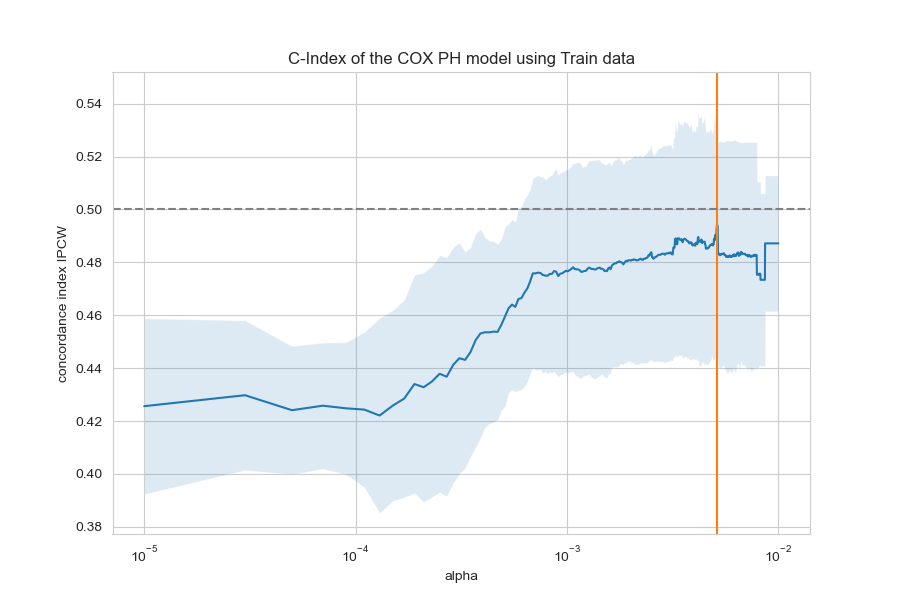 C-Index of the COX PH model using Train data
concordance index IPCW
0.54
0.52
0.50
0.48
0.46
0.44
0.42
0.40
0.38
10⁻⁵ 10⁻⁴ 10⁻³ 10⁻²
alpha